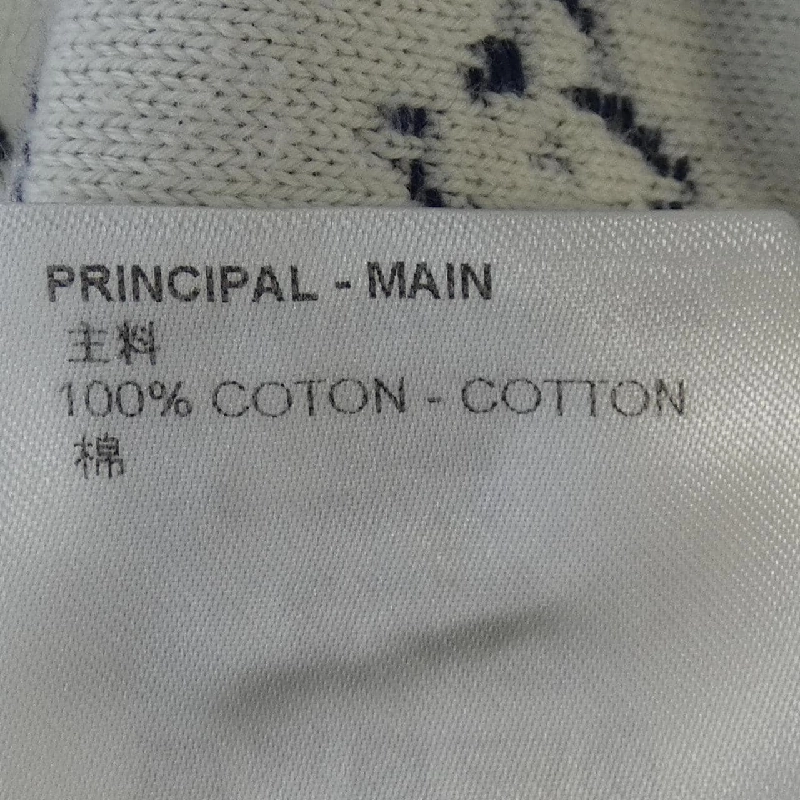 PRINCIPAL - MAIN
主料
100% COTON - COTTON
棉